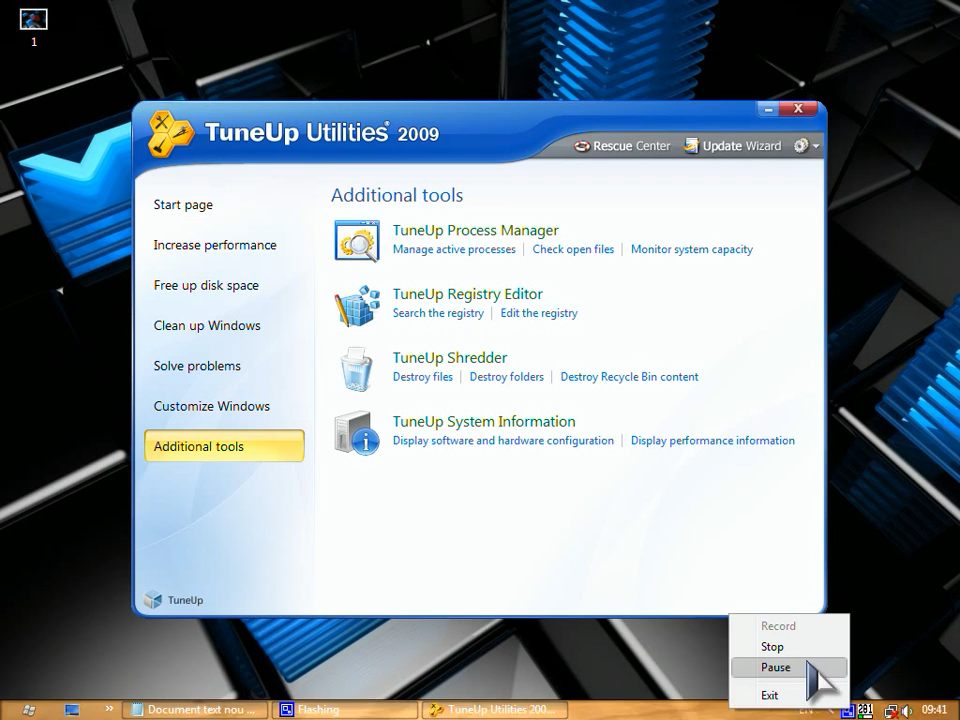 1
TuneUp Utilities® 2009
Rescue Center
Update Wizard
Start page
Increase performance
Free up disk space
Clean up Windows
Solve problems
Customize Windows
Additional tools
TuneUp
Additional tools
TuneUp Process Manager
Manage active processes
Check open files
Monitor system capacity
TuneUp Registry Editor
Search the registry
Edit the registry
TuneUp Shredder
Destroy files
Destroy folders
Destroy Recycle Bin content
TuneUp System Information
Display software and hardware configuration
Display performance information
Record
Stop
Pause
Exit
Document text nou ...
Flashing
TuneUp Utilities 200...
EN
09:41